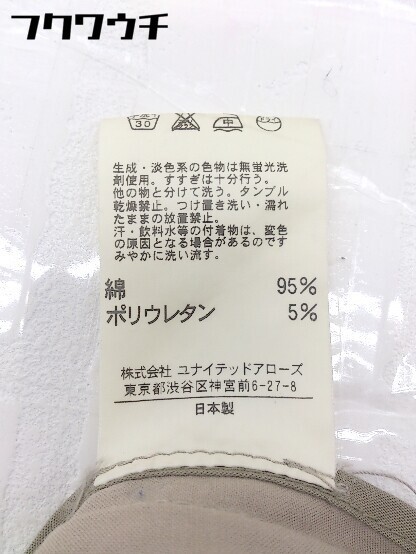 フクワウチ
30
中
生成・淡色系の色物は無蛍光洗
剤使用。すすぎは十分行う。
他の物と分けて洗う。タンブル
乾燥禁止。つけ置き洗い・濡れ
たままの放置禁止。
汗・飲料水等の付着物は、変色
の原因となる場合があるのです
みやかに洗い流す。
綿 95%
ポリウレタン 5%
株式会社 ユナイテッドアローズ
東京都渋谷区神宮前6-27-8
日本製